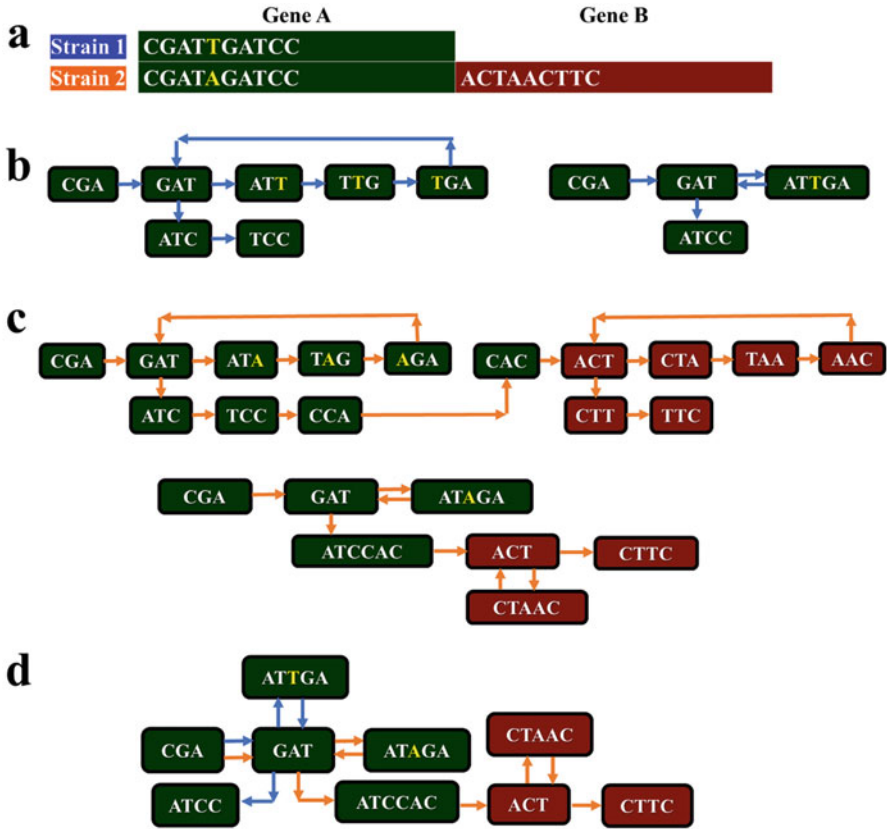 Gene A Gene B
a
Strain 1 CGATTGATCC
Strain 2 CGATAGATCC ACTAACTTC
b
CGA GAT ATT TTG TGA CGA GAT ATTGA
ATC TCC ATCC
c
CGA GAT ATA TAG AGA CAC ACT CTA TAA AAC
ATC TCC CCA CTT TTC
CGA GAT ATAGA
ATCCAC ACT CTTC
CTAAC
d
ATTGA
CTAAC
CGA GAT ATAGA
ATCC ATCCAC ACT CTTC